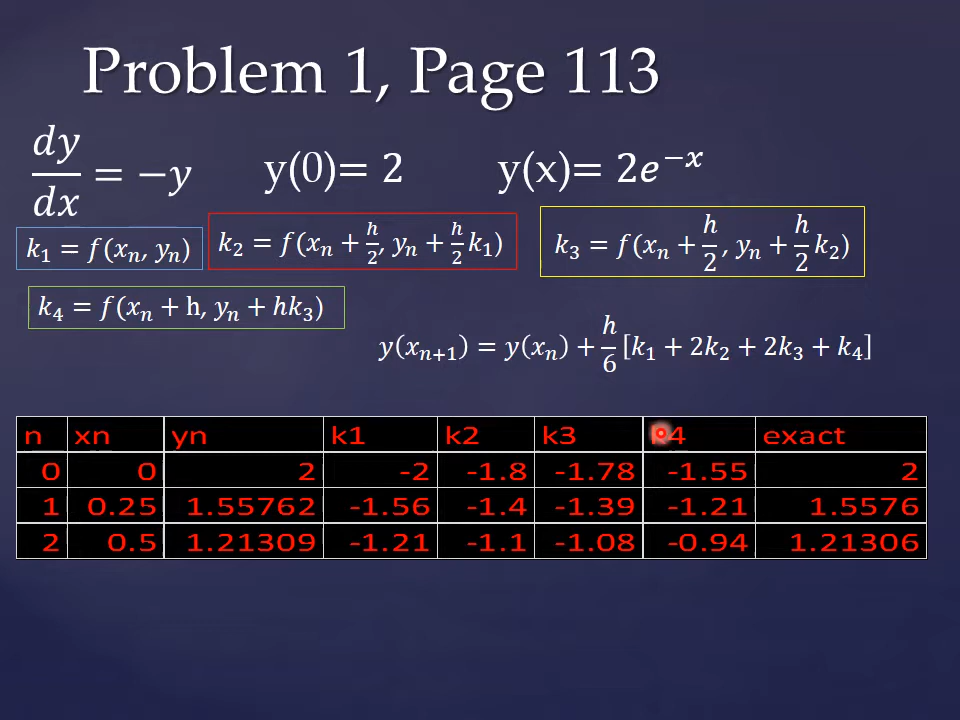 Problem 1, Page 113
dy/dx = −y y(0)= 2 y(x)= 2e^{−x}
k₁ = f(xₙ, yₙ) k₂ = f(xₙ + h/2, yₙ + h/2 k₁) k₃ = f(xₙ + h/2, yₙ + h/2 k₂)
k₄ = f(xₙ + h, yₙ + hk₃)
y(xₙ₊₁) = y(xₙ) + h/6 [k₁ + 2k₂ + 2k₃ + k₄]
n xn yn k1 k2 k3 k4 exact
0 0 2 -2 -1.8 -1.78 -1.55 2
1 0.25 1.55762 -1.56 -1.4 -1.39 -1.21 1.5576
2 0.5 1.21309 -1.21 -1.1 -1.08 -0.94 1.21306